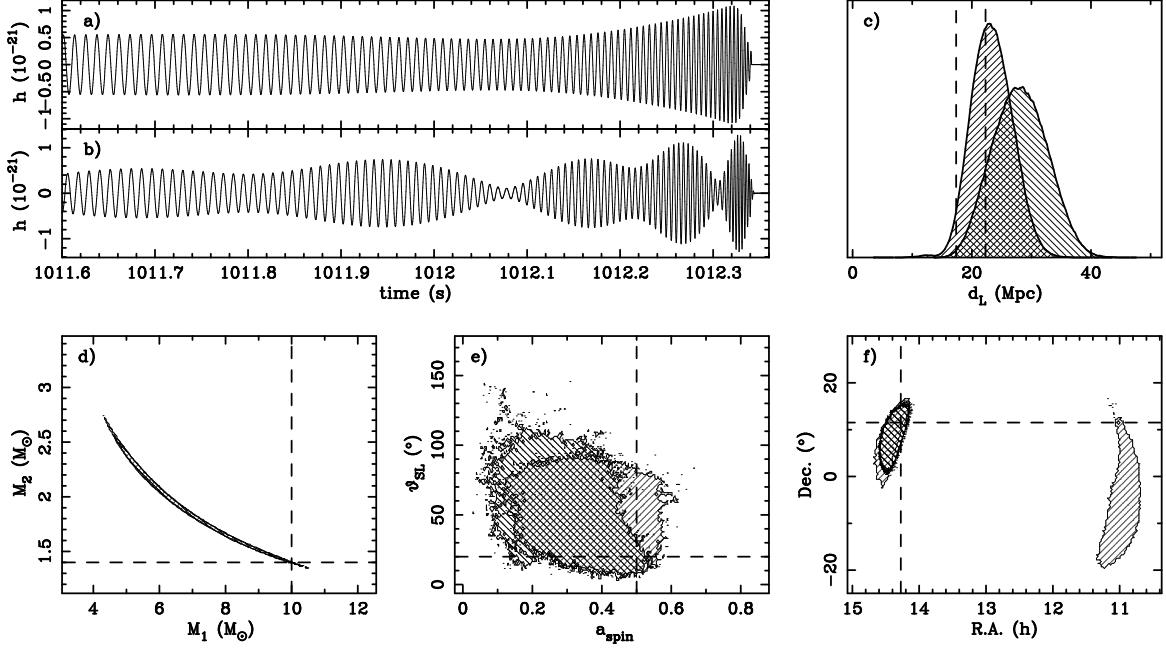 a)
h (10⁻²¹)
1
0.5
0
−0.5
−1
b)
h (10⁻²¹)
1
0
−1
1011.6 1011.7 1011.8 1011.9 1012 1012.1 1012.2 1012.3
time (s)
c)
0 20 40
d_L (Mpc)
d)
M₂ (M☉)
3
2.5
2
1.5
4 6 8 10 12
M₁ (M☉)
e)
ϑ_SL (°)
150
100
50
0
0 0.2 0.4 0.6 0.8
a_spin
f)
Dec. (°)
20
0
−20
15 14 13 12 11
R.A. (h)